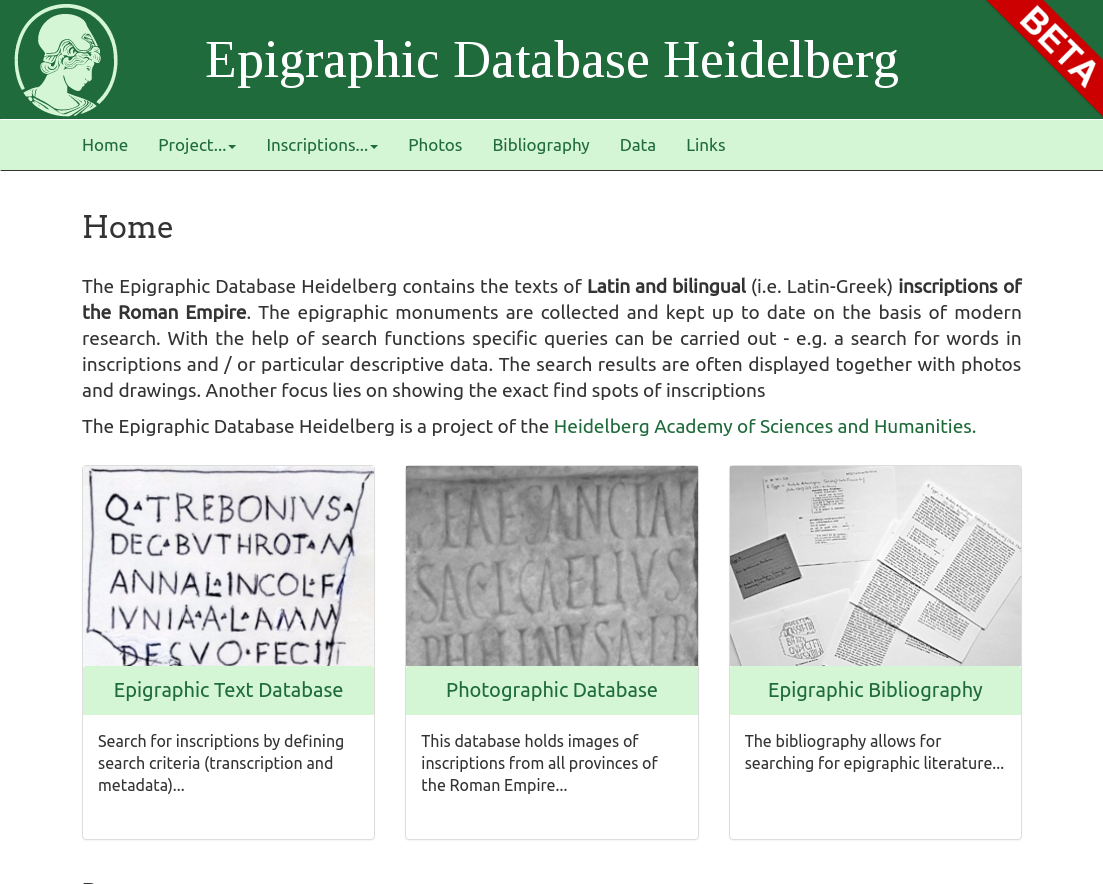 Epigraphic Database Heidelberg
BETA
Home Project... Inscriptions... Photos Bibliography Data Links
Home
The Epigraphic Database Heidelberg contains the texts of Latin and bilingual (i.e. Latin-Greek) inscriptions of
the Roman Empire. The epigraphic monuments are collected and kept up to date on the basis of modern
research. With the help of search functions specific queries can be carried out - e.g. a search for words in
inscriptions and / or particular descriptive data. The search results are often displayed together with photos
and drawings. Another focus lies on showing the exact find spots of inscriptions
The Epigraphic Database Heidelberg is a project of the Heidelberg Academy of Sciences and Humanities.
Q▴TREBONIVS▴
DEC▴BVTHROT▴M
ANNAL▴INCOL▴F
IVNIA▴A▴L▴AMM
DESVO▴FECIT
SAC▴L▴CAELIVS
Epigraphic Text Database
Photographic Database
Epigraphic Bibliography
Search for inscriptions by defining
search criteria (transcription and
metadata)...
This database holds images of
inscriptions from all provinces of
the Roman Empire...
The bibliography allows for
searching for epigraphic literature...